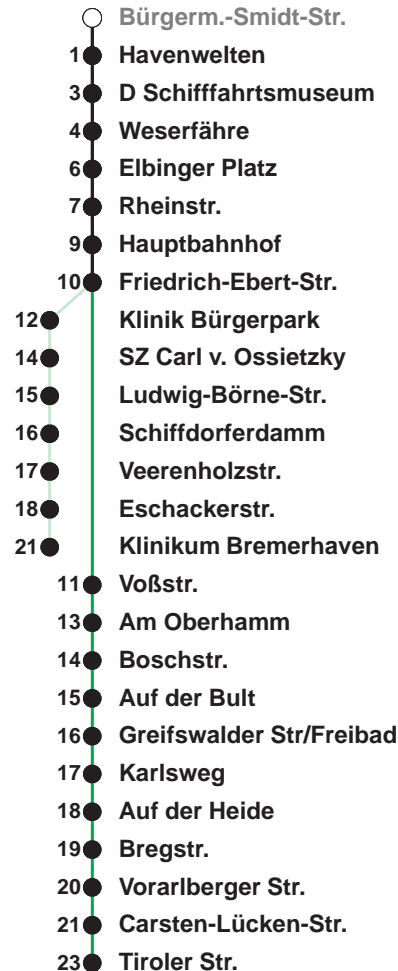 Bürgerm.-Smidt-Str.
1 Havenwelten
3 D Schifffahrtsmuseum
4 Weserfähre
6 Elbinger Platz
7 Rheinstr.
9 Hauptbahnhof
10 Friedrich-Ebert-Str.
12 Klinik Bürgerpark
14 SZ Carl v. Ossietzky
15 Ludwig-Börne-Str.
16 Schiffdorferdamm
17 Veerenholzstr.
18 Eschackerstr.
21 Klinikum Bremerhaven
11 Voßstr.
13 Am Oberhamm
14 Boschstr.
15 Auf der Bult
16 Greifswalder Str/Freibad
17 Karlsweg
18 Auf der Heide
19 Bregstr.
20 Vorarlberger Str.
21 Carsten-Lücken-Str.
23 Tiroler Str.